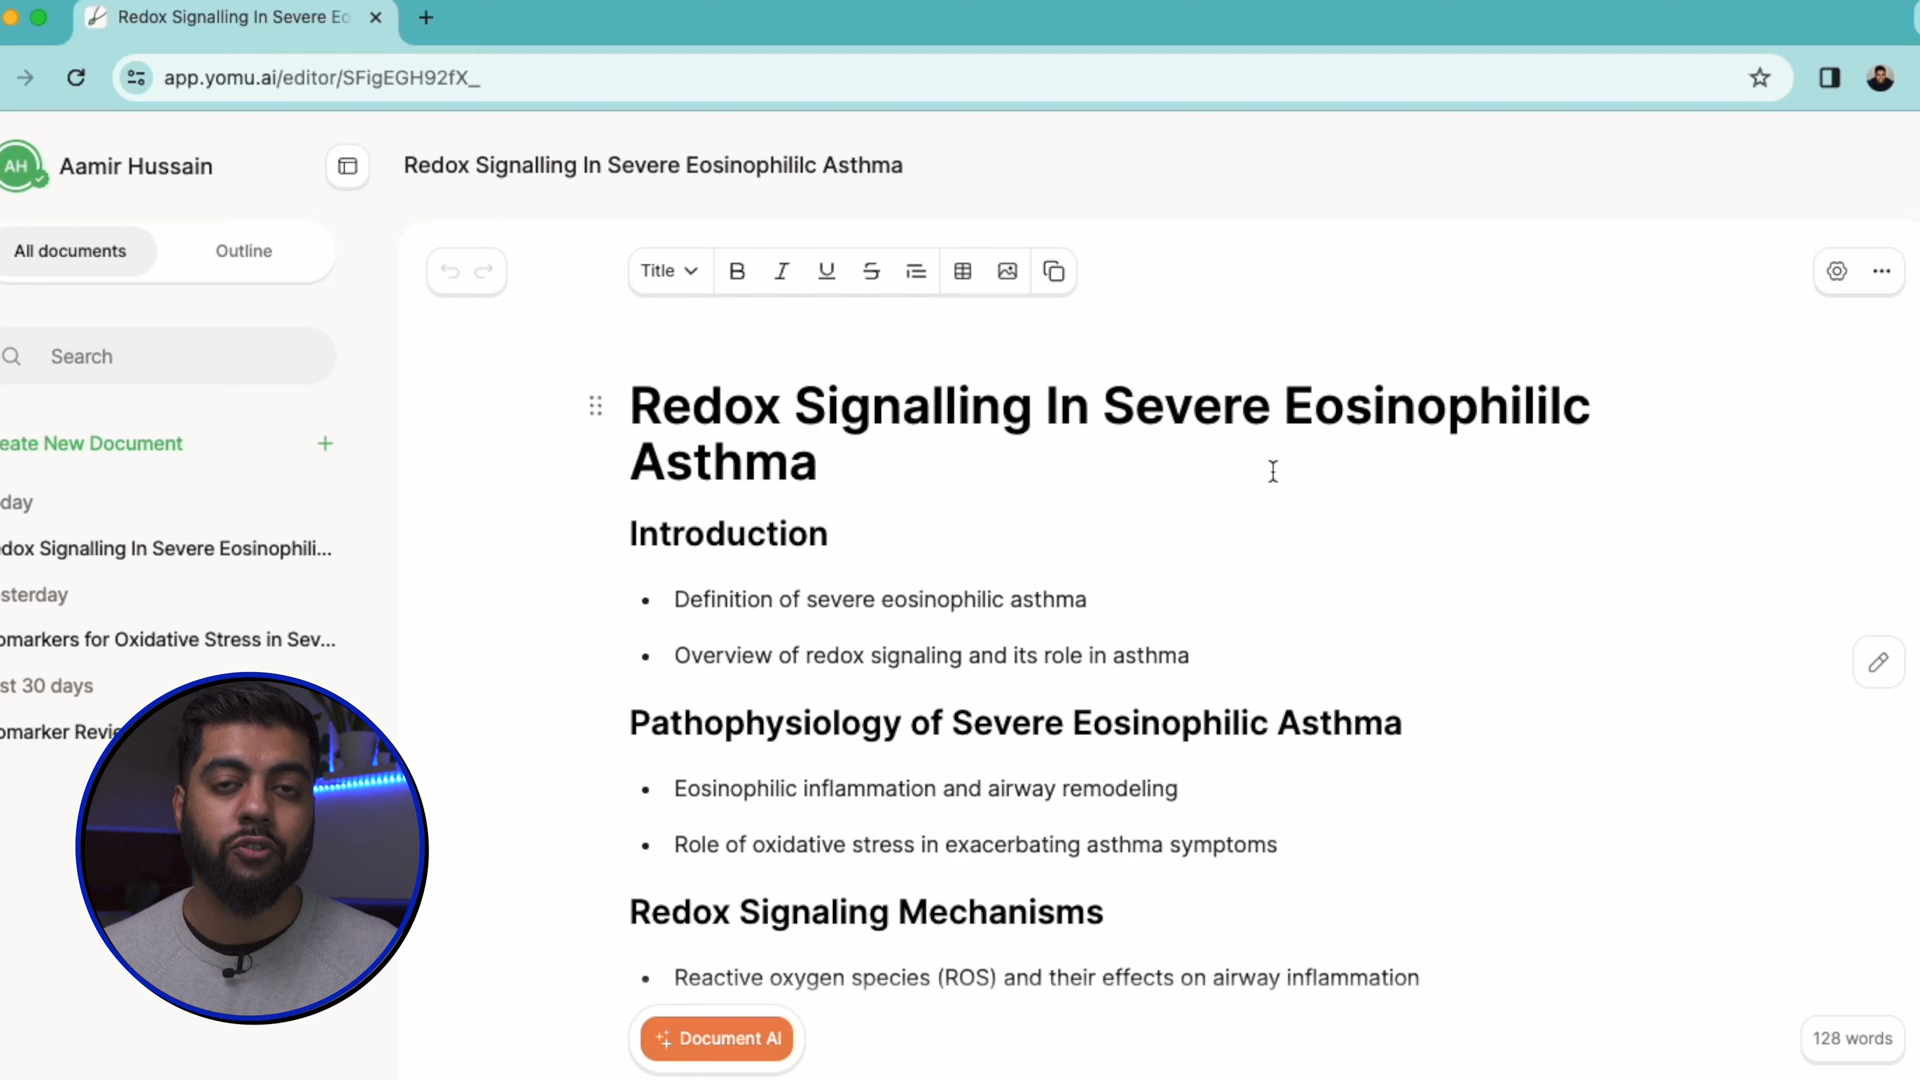 Redox Signalling In Severe Eo
app.yomu.ai/editor/SFigEGH92fX_
AH
Aamir Hussain
Redox Signalling In Severe Eosinophililc Asthma
All documents
Outline
Title
B
I
U
S
Search
Redox Signalling In Severe Eosinophililc
Asthma
eate New Document
day
Introduction
dox Signalling In Severe Eosinophili...
sterday
Definition of severe eosinophilic asthma
omarkers for Oxidative Stress in Sev...
Overview of redox signaling and its role in asthma
st 30 days
omarker Revie
Pathophysiology of Severe Eosinophilic Asthma
Eosinophilic inflammation and airway remodeling
Role of oxidative stress in exacerbating asthma symptoms
Redox Signaling Mechanisms
Reactive oxygen species (ROS) and their effects on airway inflammation
Document AI
128 words